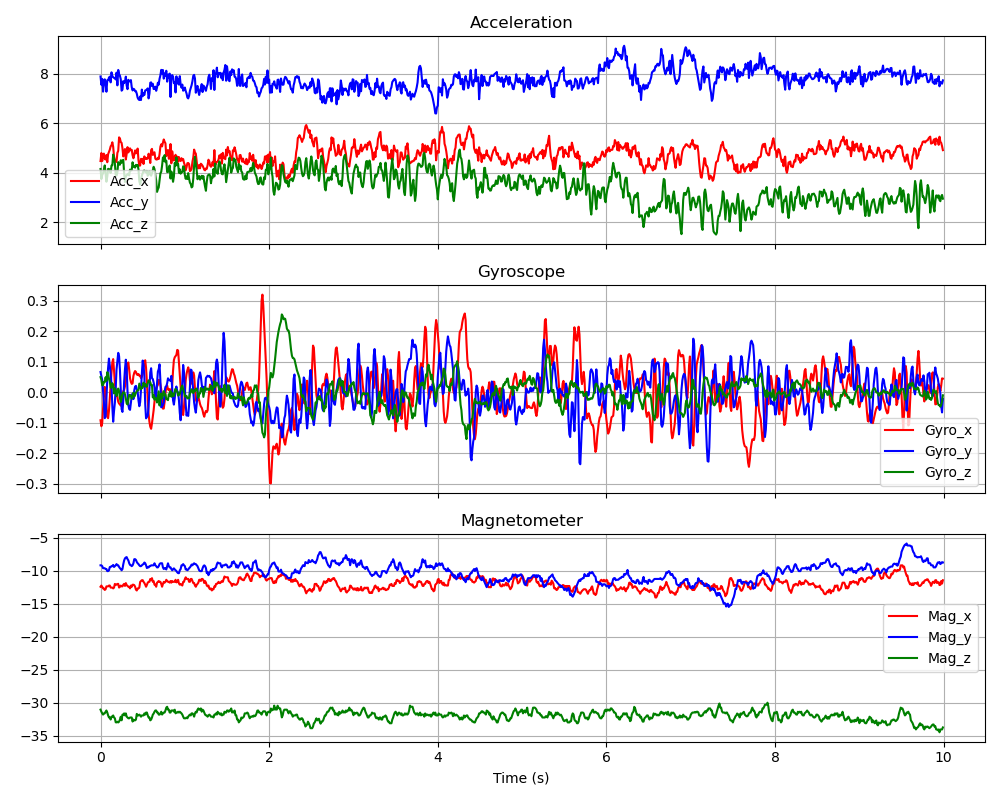 Acceleration
8
6
4
2
Acc_x
Acc_y
Acc_z
Gyroscope
0.3
0.2
0.1
0.0
−0.1
−0.2
−0.3
Gyro_x
Gyro_y
Gyro_z
Magnetometer
−5
−10
−15
−20
−25
−30
−35
Mag_x
Mag_y
Mag_z
0 2 4 6 8 10
Time (s)